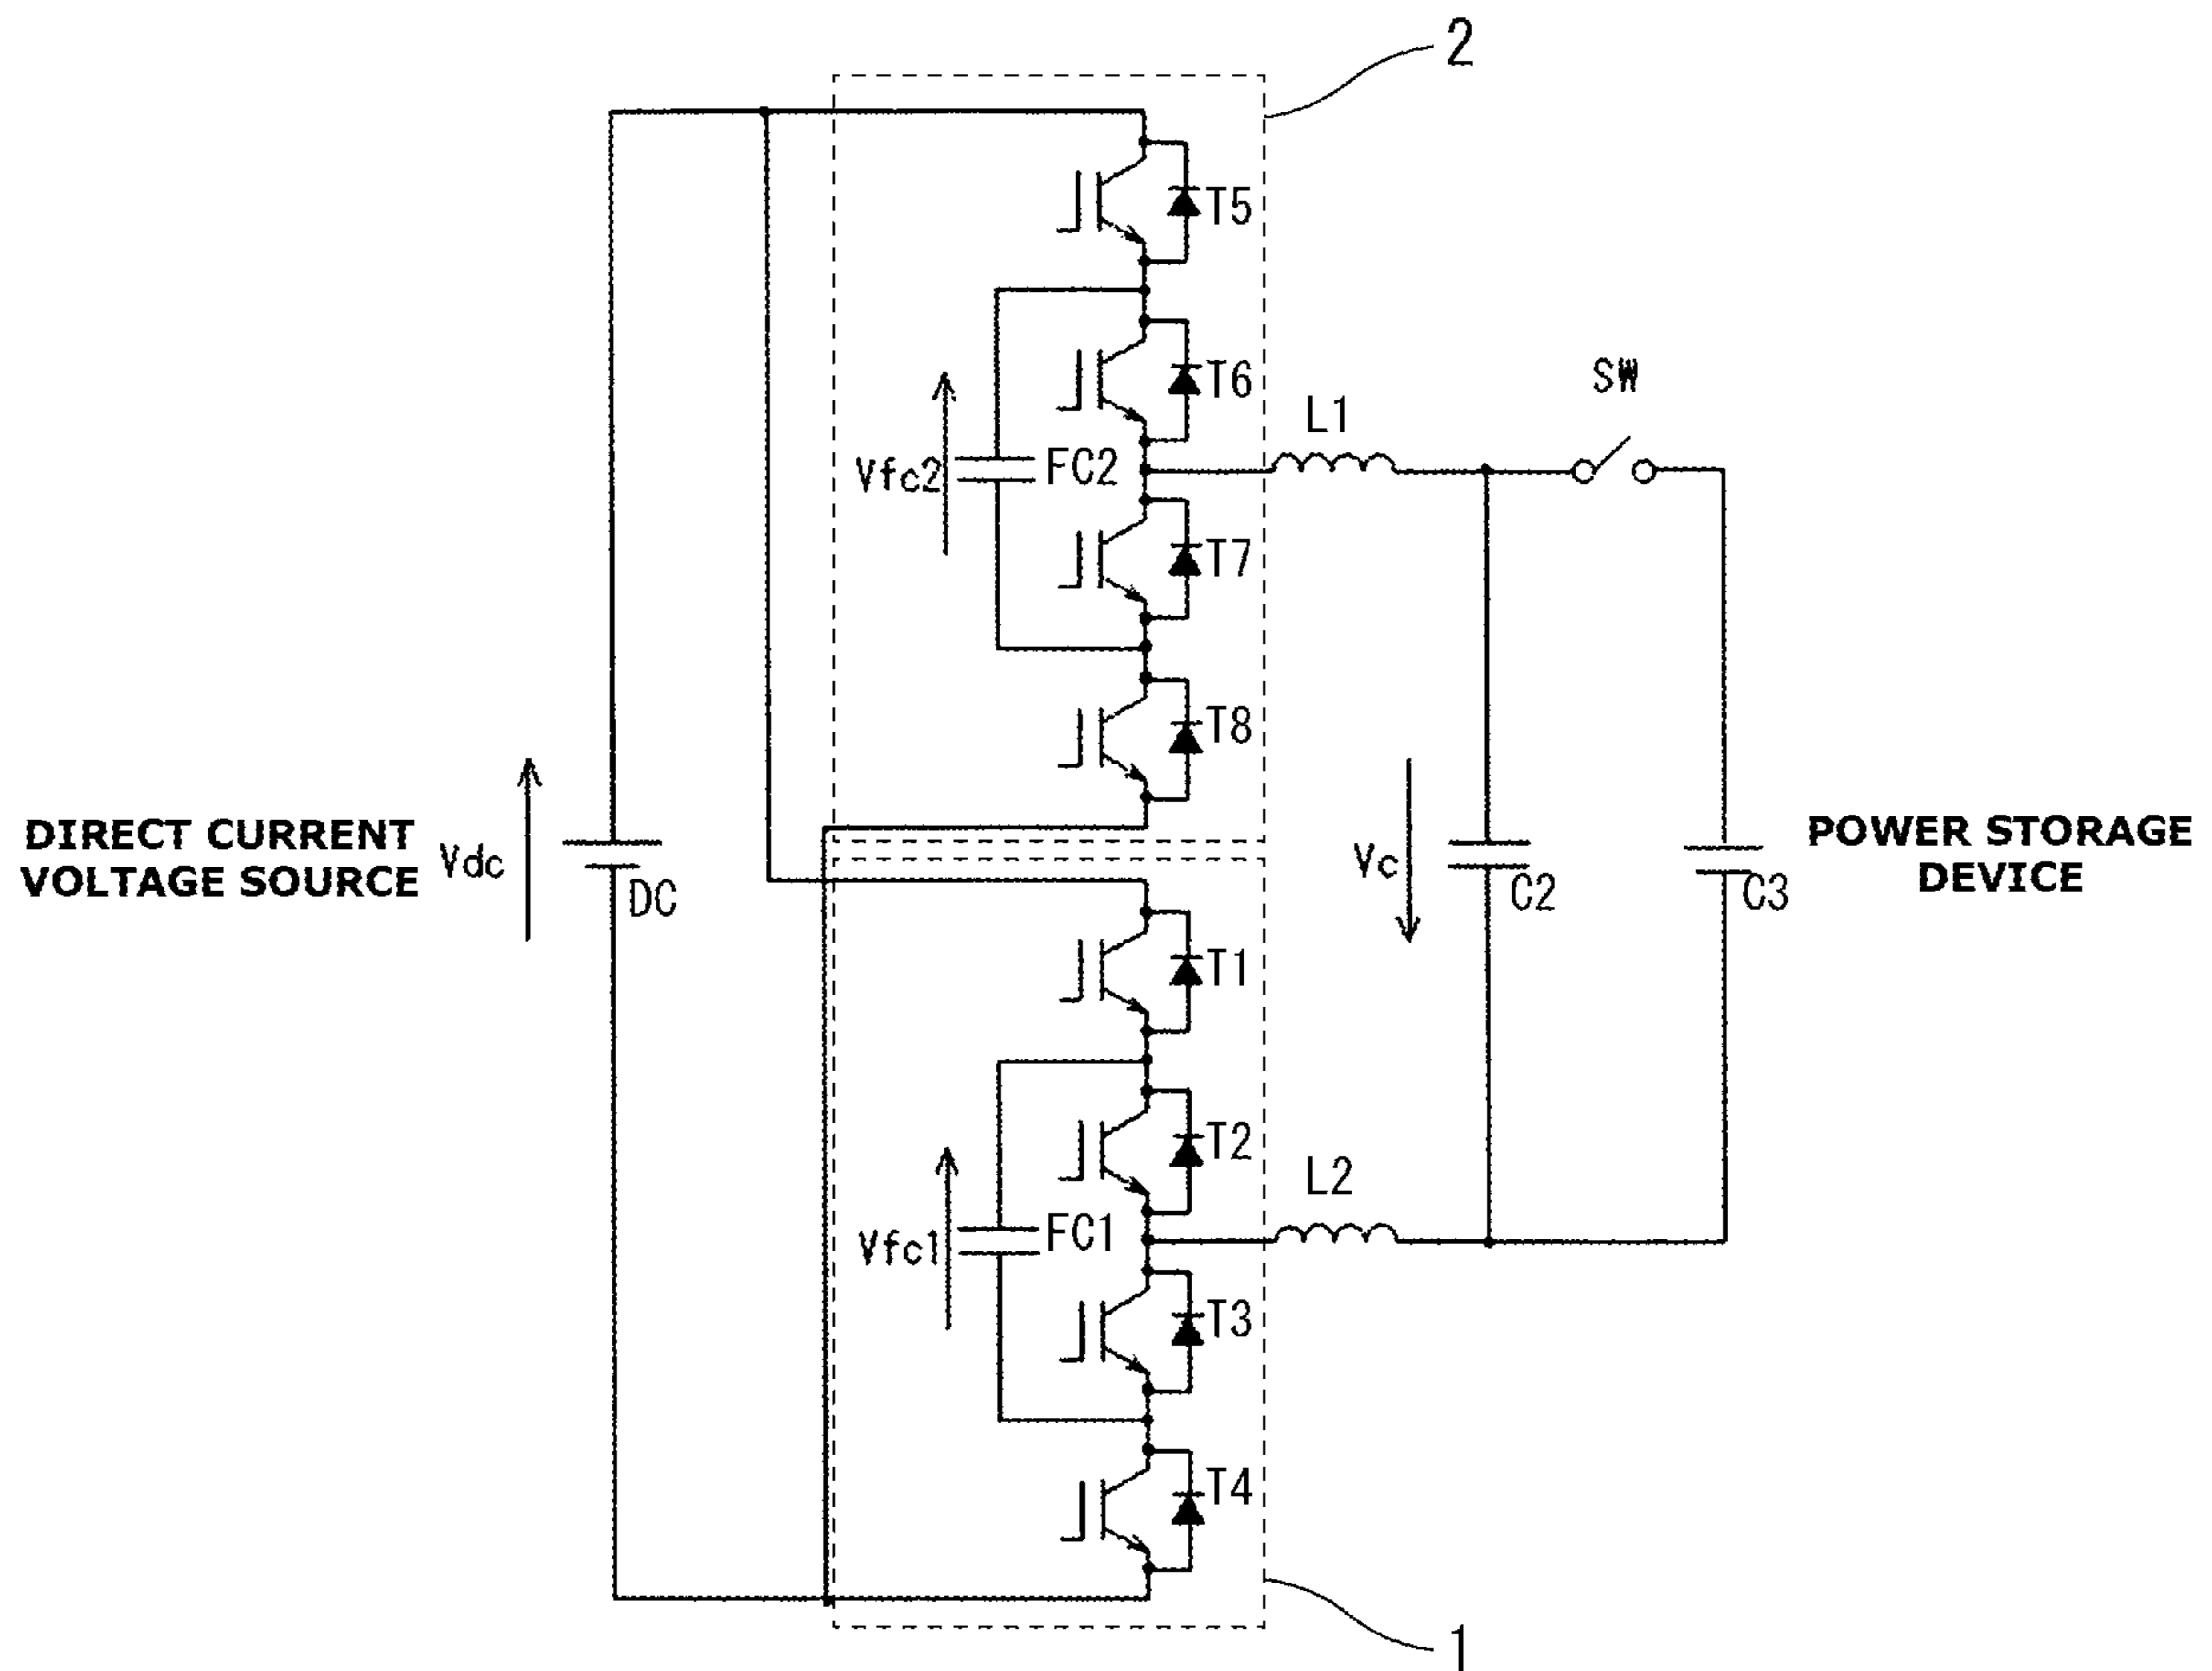 2
T5
T6
SW
L1
Vfc2
FC2
T7
T8
DIRECT CURRENT
VOLTAGE SOURCE
Vdc
DC
Vc
C2
C3
POWER STORAGE
DEVICE
T1
T2
L2
Vfc1
FC1
T3
T4
1